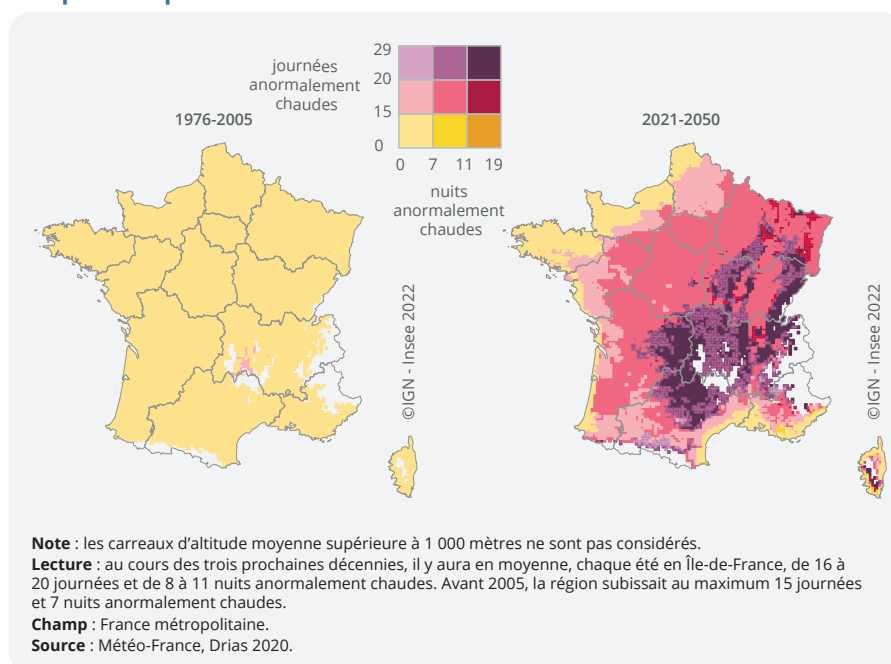 29
journées
anormalement
chaudes
20
15
0
0 7 11 19
nuits
anormalement
chaudes
1976-2005
2021-2050
©IGN - Insee 2022
©IGN - Insee 2022
Note : les carreaux d'altitude moyenne supérieure à 1 000 mètres ne sont pas considérés.
Lecture : au cours des trois prochaines décennies, il y aura en moyenne, chaque été en Île-de-France, de 16 à
20 journées et de 8 à 11 nuits anormalement chaudes. Avant 2005, la région subissait au maximum 15 journées
et 7 nuits anormalement chaudes.
Champ : France métropolitaine.
Source : Météo-France, Drias 2020.